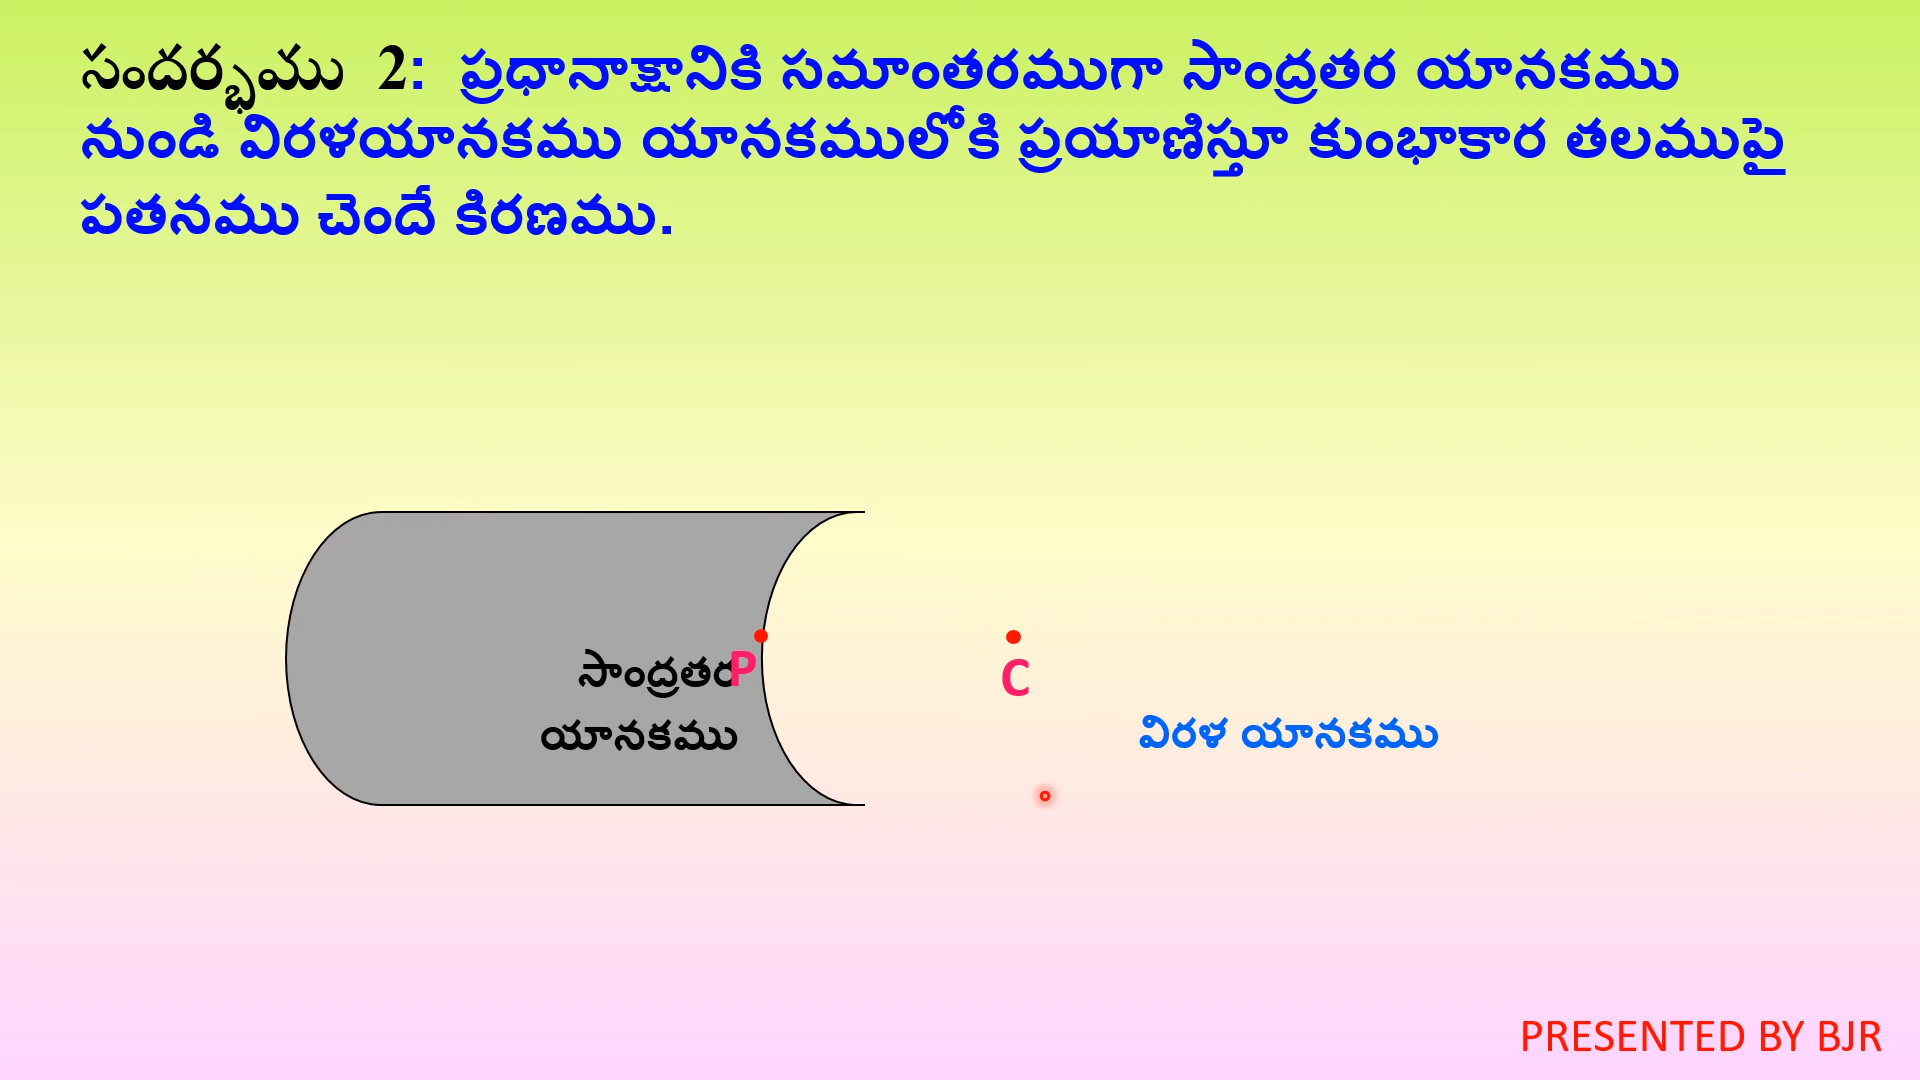 సందర్భము 2: ప్రధానాక్షానికి సమాంతరముగా సాంద్రతర యానకము
నుండి విరళయానకము యానకములోకి ప్రయాణిస్తూ కుంభాకార తలముపై
పతనము చెందే కిరణము.
సాంద్రతర
యానకము
P
C
విరళ యానకము
PRESENTED BY BJR